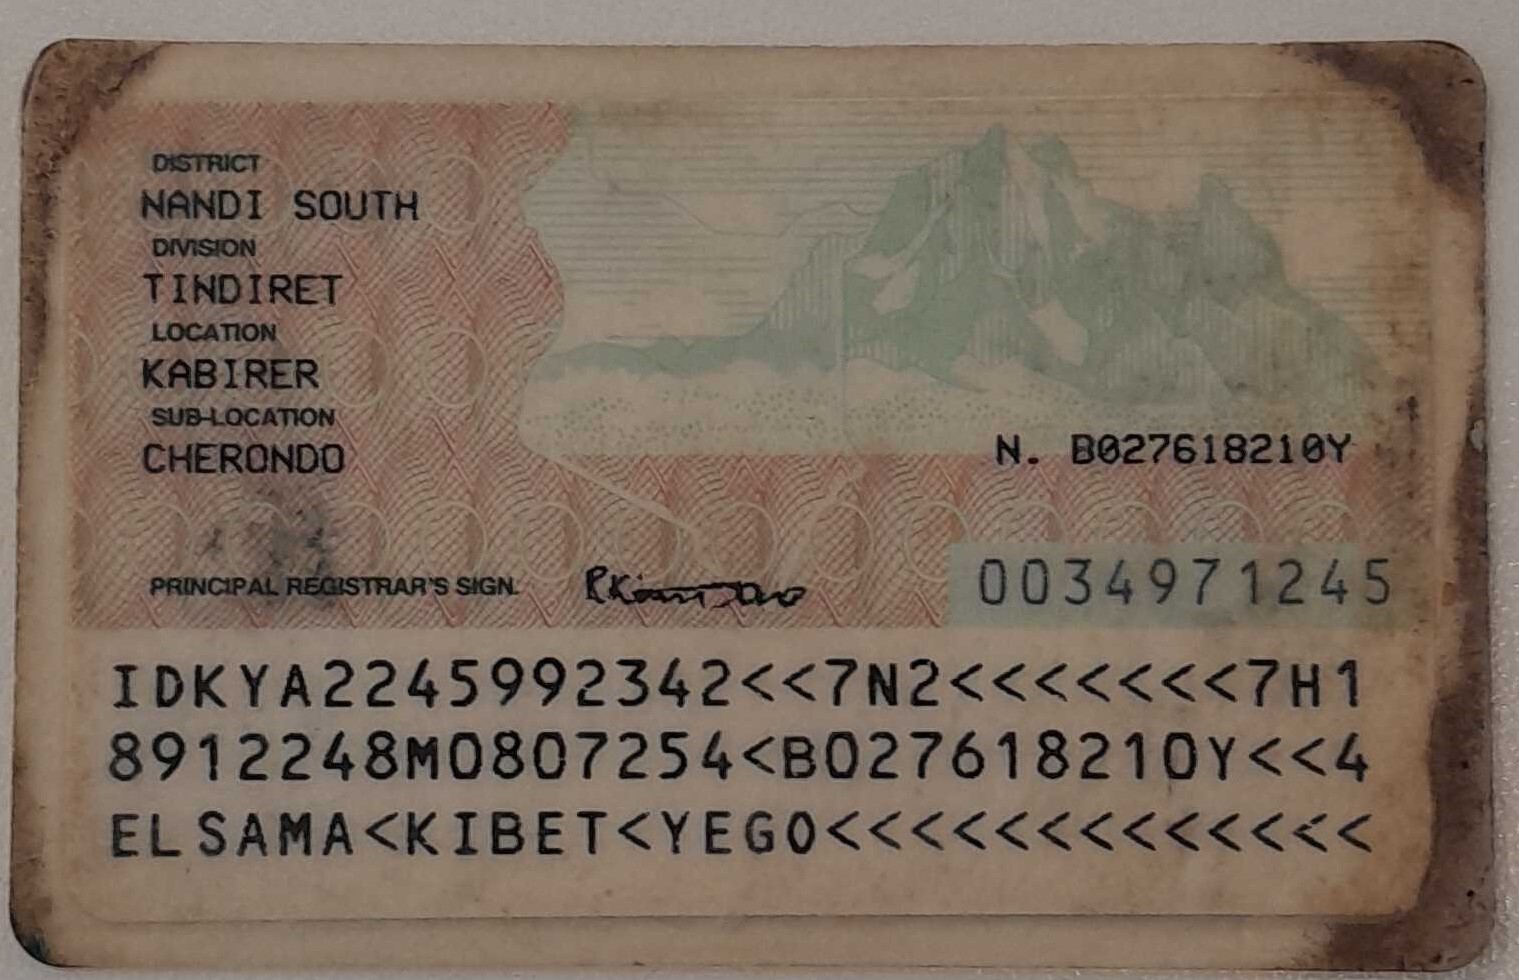 DISTRICT
NANDI SOUTH
DIVISION
TINDIRET
LOCATION
KABIRER
SUB-LOCATION
CHERONDO
N. B027618210Y
PRINCIPAL REGISTRAR'S SIGN.
0034971245
IDKYA2245992342<<7N2<<<<<<<7H1
8912248M0807254<B027618210Y<<4
ELSAMA<KIBET<YEGO<<<<<<<<<<<<<<